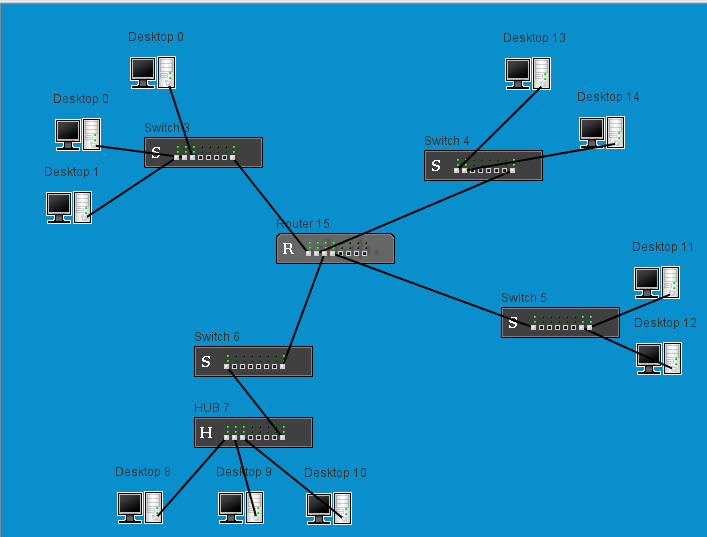 Desktop 0
Desktop 13
Desktop 0
Desktop 14
Switch 3
S
Switch 4
S
Desktop 1
Router 15
R
Desktop 11
Switch 5
S
Desktop 12
Switch 6
S
HUB 7
H
Desktop 8
Desktop 9
Desktop 10